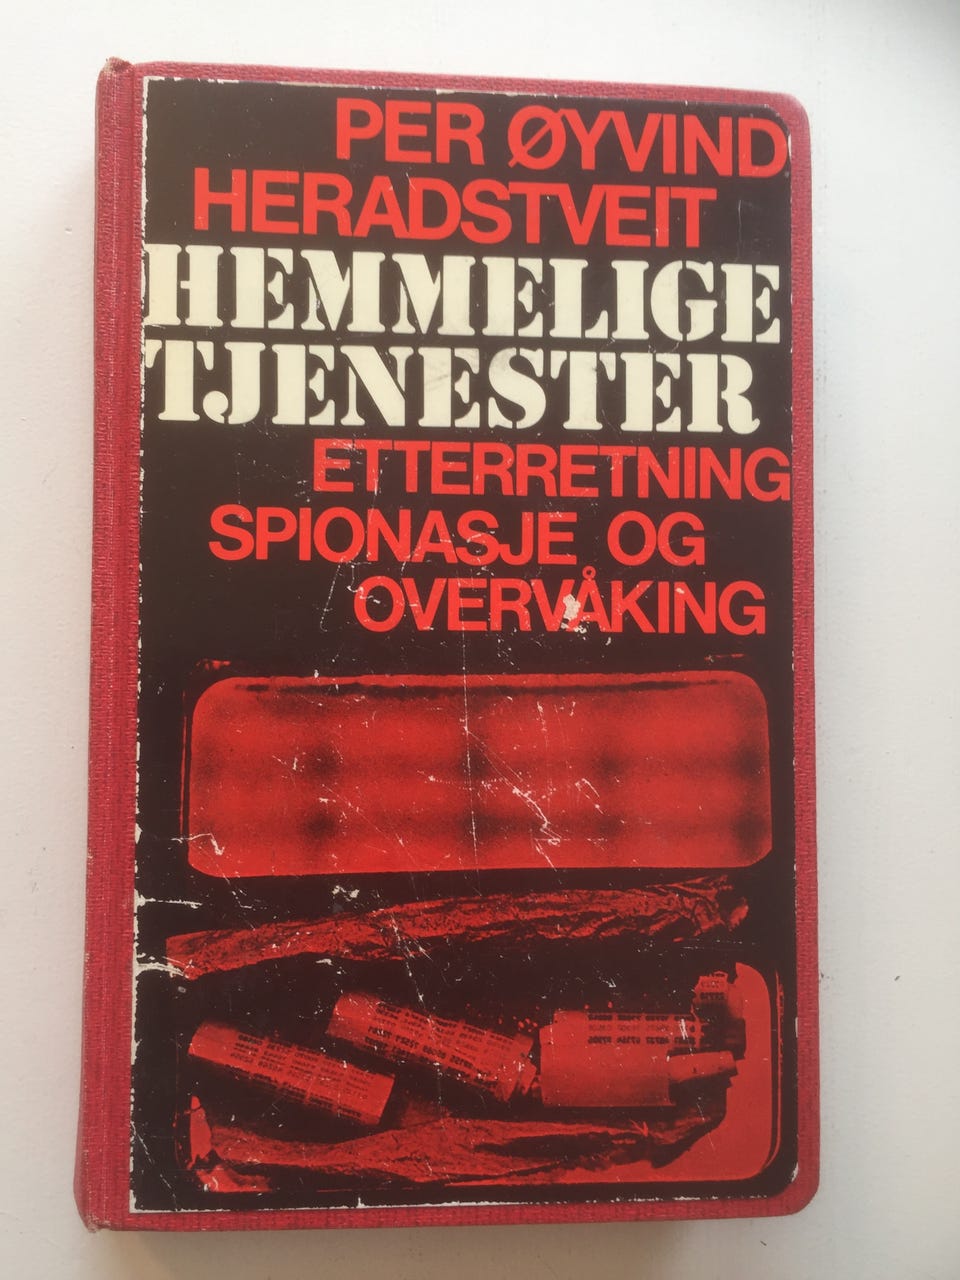 PER ØYVIND
HERADSTVEIT
HEMMELIGE
TJENESTER
ETTERRETNING
SPIONASJE OG
OVERVÅKING